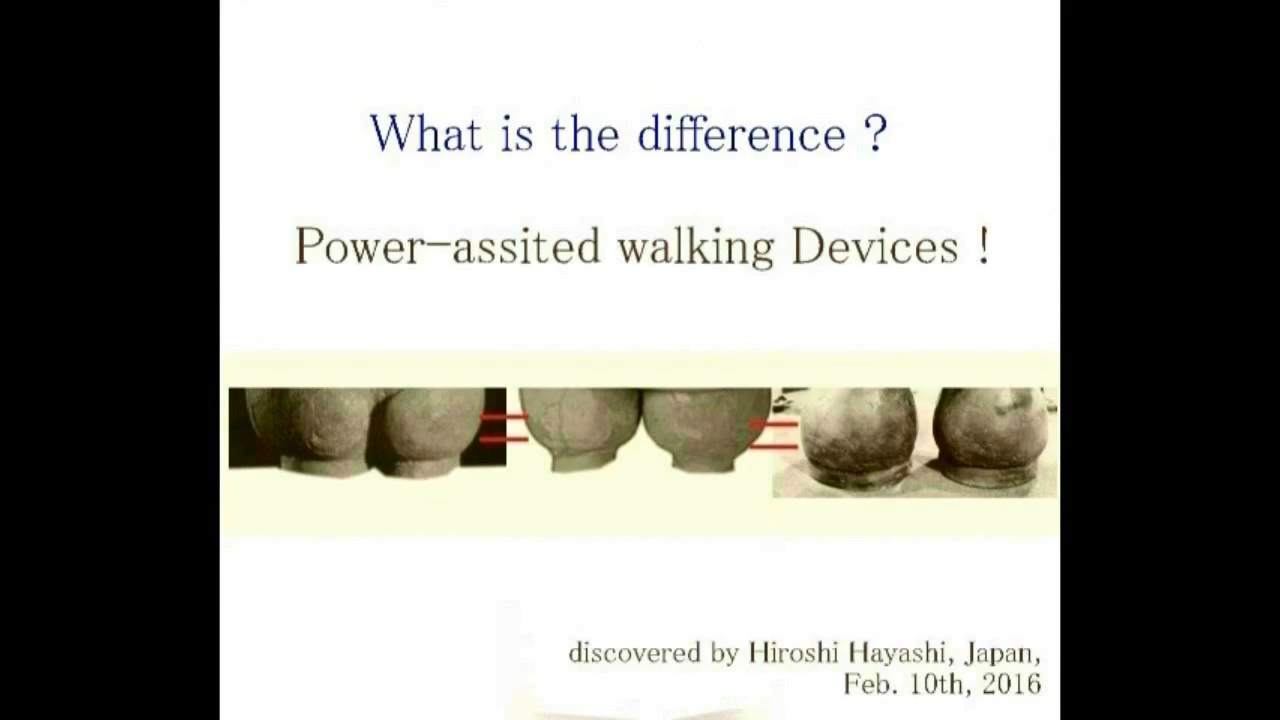 What is the difference ?
Power-assited walking Devices !
discovered by Hiroshi Hayashi, Japan,
Feb. 10th, 2016